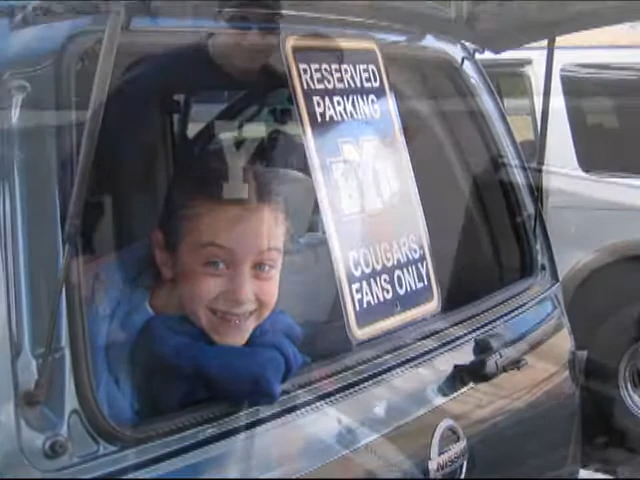 RESERVED
PARKING
BYU
COUGARS
FANS ONLY
Y
NISSAN